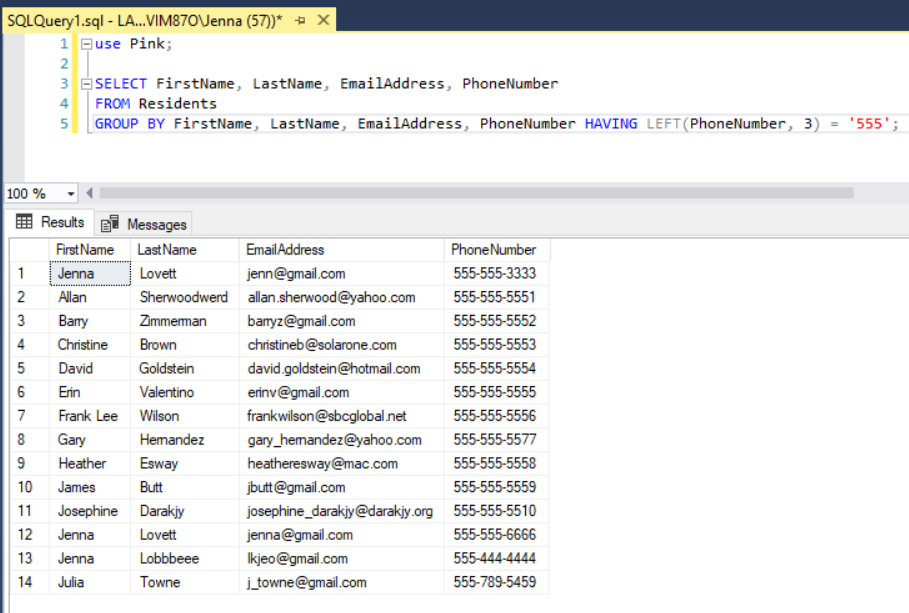 SQLQuery1.sql - LA...VIM87O\Jenna (57))*
1 use Pink;
2
3 SELECT FirstName, LastName, EmailAddress, PhoneNumber
4 FROM Residents
5 GROUP BY FirstName, LastName, EmailAddress, PhoneNumber HAVING LEFT(PhoneNumber, 3) = '555';
100 %
Results Messages
FirstName LastName EmailAddress PhoneNumber
1 Jenna Lovett jenn@gmail.com 555-555-3333
2 Allan Sherwoodwerd allan.sherwood@yahoo.com 555-555-5551
3 Barry Zimmerman barryz@gmail.com 555-555-5552
4 Christine Brown christineb@solarone.com 555-555-5553
5 David Goldstein david.goldstein@hotmail.com 555-555-5554
6 Erin Valentino erinv@gmail.com 555-555-5555
7 Frank Lee Wilson frankwilson@sbcglobal.net 555-555-5556
8 Gary Hernandez gary_hernandez@yahoo.com 555-555-5577
9 Heather Esway heatheresway@mac.com 555-555-5558
10 James Butt jbutt@gmail.com 555-555-5559
11 Josephine Darakjy josephine_darakjy@darakjy.org 555-555-5510
12 Jenna Lovett jenna@gmail.com 555-555-6666
13 Jenna Lobbbeee lkjeo@gmail.com 555-444-4444
14 Julia Towne j_towne@gmail.com 555-789-5459